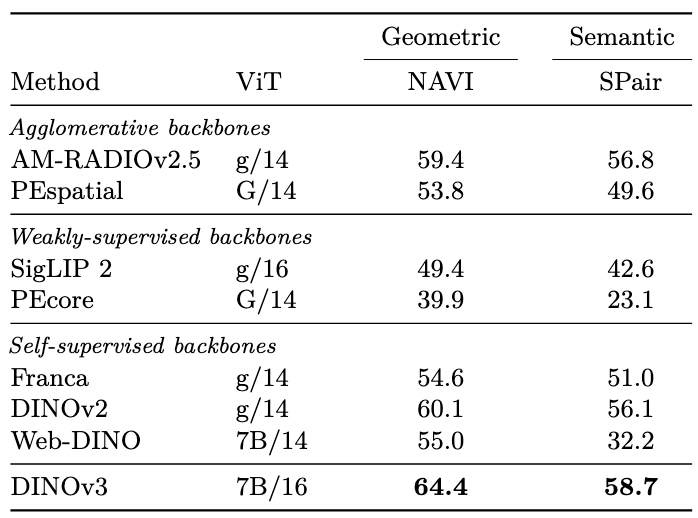 Geometric Semantic
Method ViT NAVI SPair
Agglomerative backbones
AM-RADIOv2.5 g/14 59.4 56.8
PEspatial G/14 53.8 49.6
Weakly-supervised backbones
SigLIP 2 g/16 49.4 42.6
PEcore G/14 39.9 23.1
Self-supervised backbones
Franca g/14 54.6 51.0
DINOv2 g/14 60.1 56.1
Web-DINO 7B/14 55.0 32.2
DINOv3 7B/16 64.4 58.7